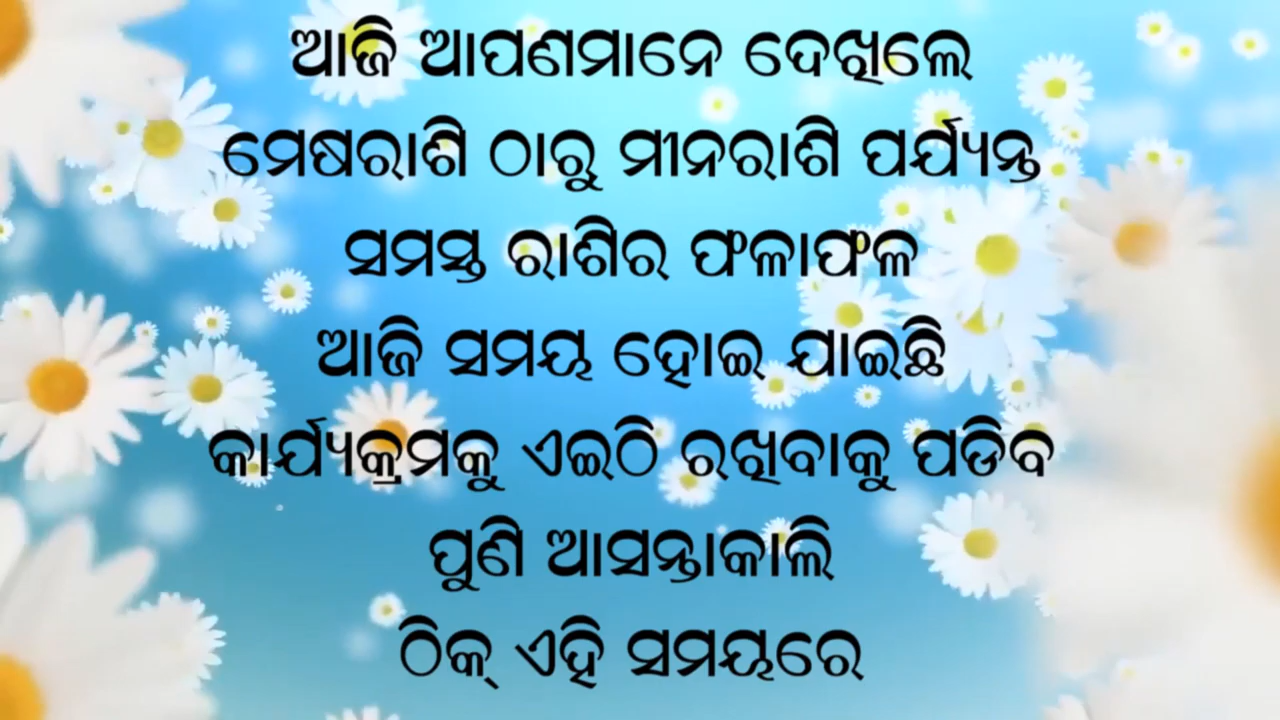 ଆଜି ଆପଣମାନେ ଦେଖିଲେ
ମେଷରାଶି ଠାରୁ ମୀନରାଶି ପର୍ଯ୍ୟନ୍ତ
ସମସ୍ତ ରାଶିର ଫଳାଫଳ
ଆଜି ସମୟ ହୋଇ ଯାଇଛି
କାର୍ଯ୍ୟକ୍ରମକୁ ଏଇଠି ରଖିବାକୁ ପଡିବ
ପୁଣି ଆସନ୍ତାକାଲି
ଠିକ୍ ଏହି ସମୟରେ